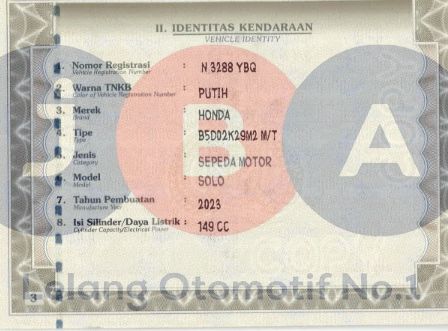 II. IDENTITAS KENDARAAN
VEHICLE IDENTITY
1. Nomor Registrasi : N 3288 YBQ
Vehicle Registration Number
2. Warna TNKB : PUTIH
Color of Vehicle Registration Number
3. Merek : HONDA
Brand
4. Tipe : B5D02K29M2 M/T
Type
5. Jenis : SEPEDA MOTOR
Category
6. Model : SOLO
Model
7. Tahun Pembuatan : 2023
Manufacture Year
8. Isi Silinder/Daya Listrik : 149 CC
Cylinder Capacity/Electrical Power
J B A
Lelang Otomotif No.1
3